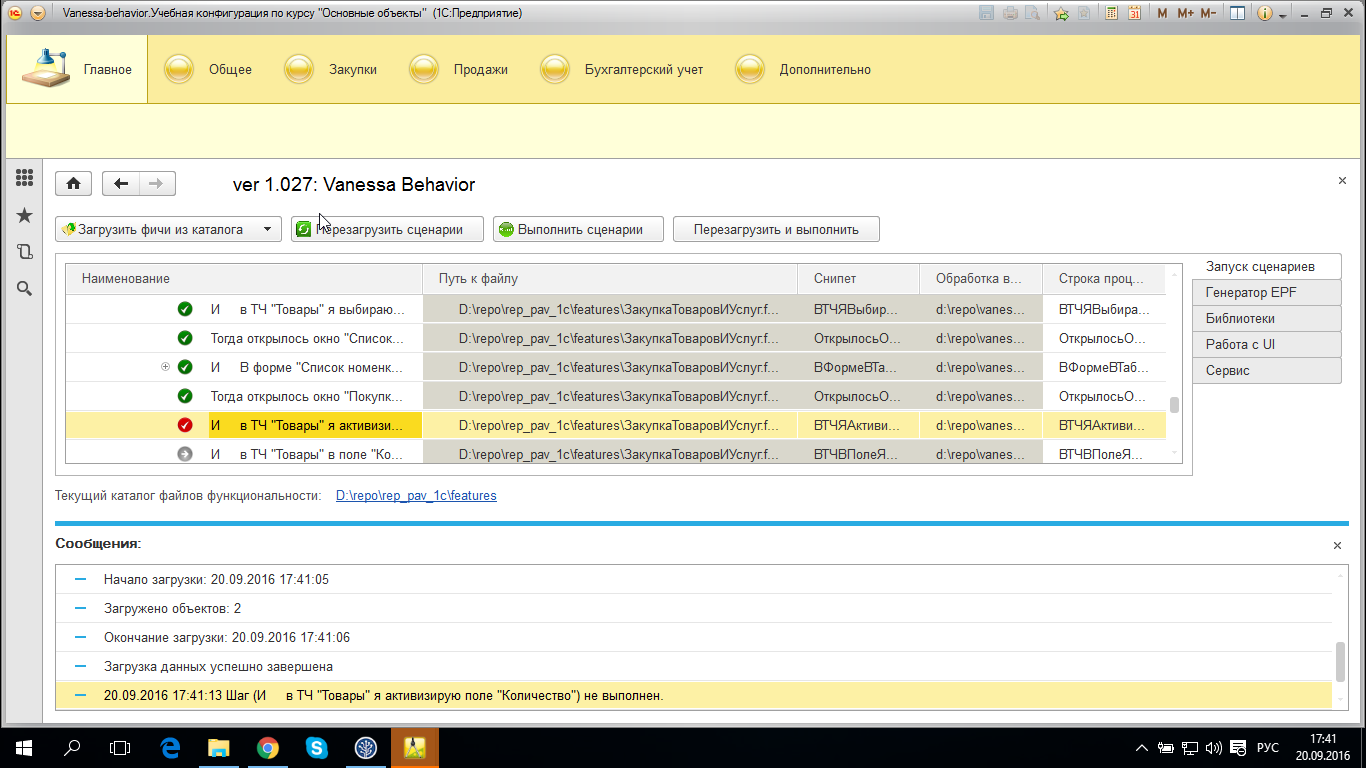 Vanessa-behavior.Учебная конфигурация по курсу "Основные объекты" (1С:Предприятие)
M M+ M-
Главное Общее Закупки Продажи Бухгалтерский учет Дополнительно
ver 1.027: Vanessa Behavior
Загрузить фичи из каталога Перезагрузить сценарии Выполнить сценарии Перезагрузить и выполнить
Наименование Путь к файлу Снипет Обработка в... Строка проц...
И в ТЧ "Товары" я выбираю... D:\repo\rep_pav_1c\features\ЗакупкаТоваровИУслуг.f... ВТЧЯВыбир... d:\repo\vanes... ВТЧЯВыбира...
Тогда открылось окно "Список... D:\repo\rep_pav_1c\features\ЗакупкаТоваровИУслуг.f... ОткрылосьО... d:\repo\vanes... ОткрылосьО...
И В форме "Список номенк... D:\repo\rep_pav_1c\features\ЗакупкаТоваровИУслуг.f... ВФормеВТа... d:\repo\vanes... ВФормеВТаб...
Тогда открылось окно "Покупк... D:\repo\rep_pav_1c\features\ЗакупкаТоваровИУслуг.f... ОткрылосьО... d:\repo\vanes... ОткрылосьО...
И в ТЧ "Товары" я активизи... D:\repo\rep_pav_1c\features\ЗакупкаТоваровИУслуг.f... ВТЧЯАктиви... d:\repo\vanes... ВТЧЯАктиви...
И в ТЧ "Товары" в поле "Ко... D:\repo\rep_pav_1c\features\ЗакупкаТоваровИУслуг.f... ВТЧВПолеЯ... d:\repo\vanes... ВТЧВПолеЯ...
Запуск сценариев
Генератор EPF
Библиотеки
Работа с UI
Сервис
Текущий каталог файлов функциональности: D:\repo\rep_pav_1c\features
Сообщения:
Начало загрузки: 20.09.2016 17:41:05
Загружено объектов: 2
Окончание загрузки: 20.09.2016 17:41:06
Загрузка данных успешно завершена
20.09.2016 17:41:13 Шаг (И в ТЧ "Товары" я активизирую поле "Количество") не выполнен.
РУС
17:41
20.09.2016